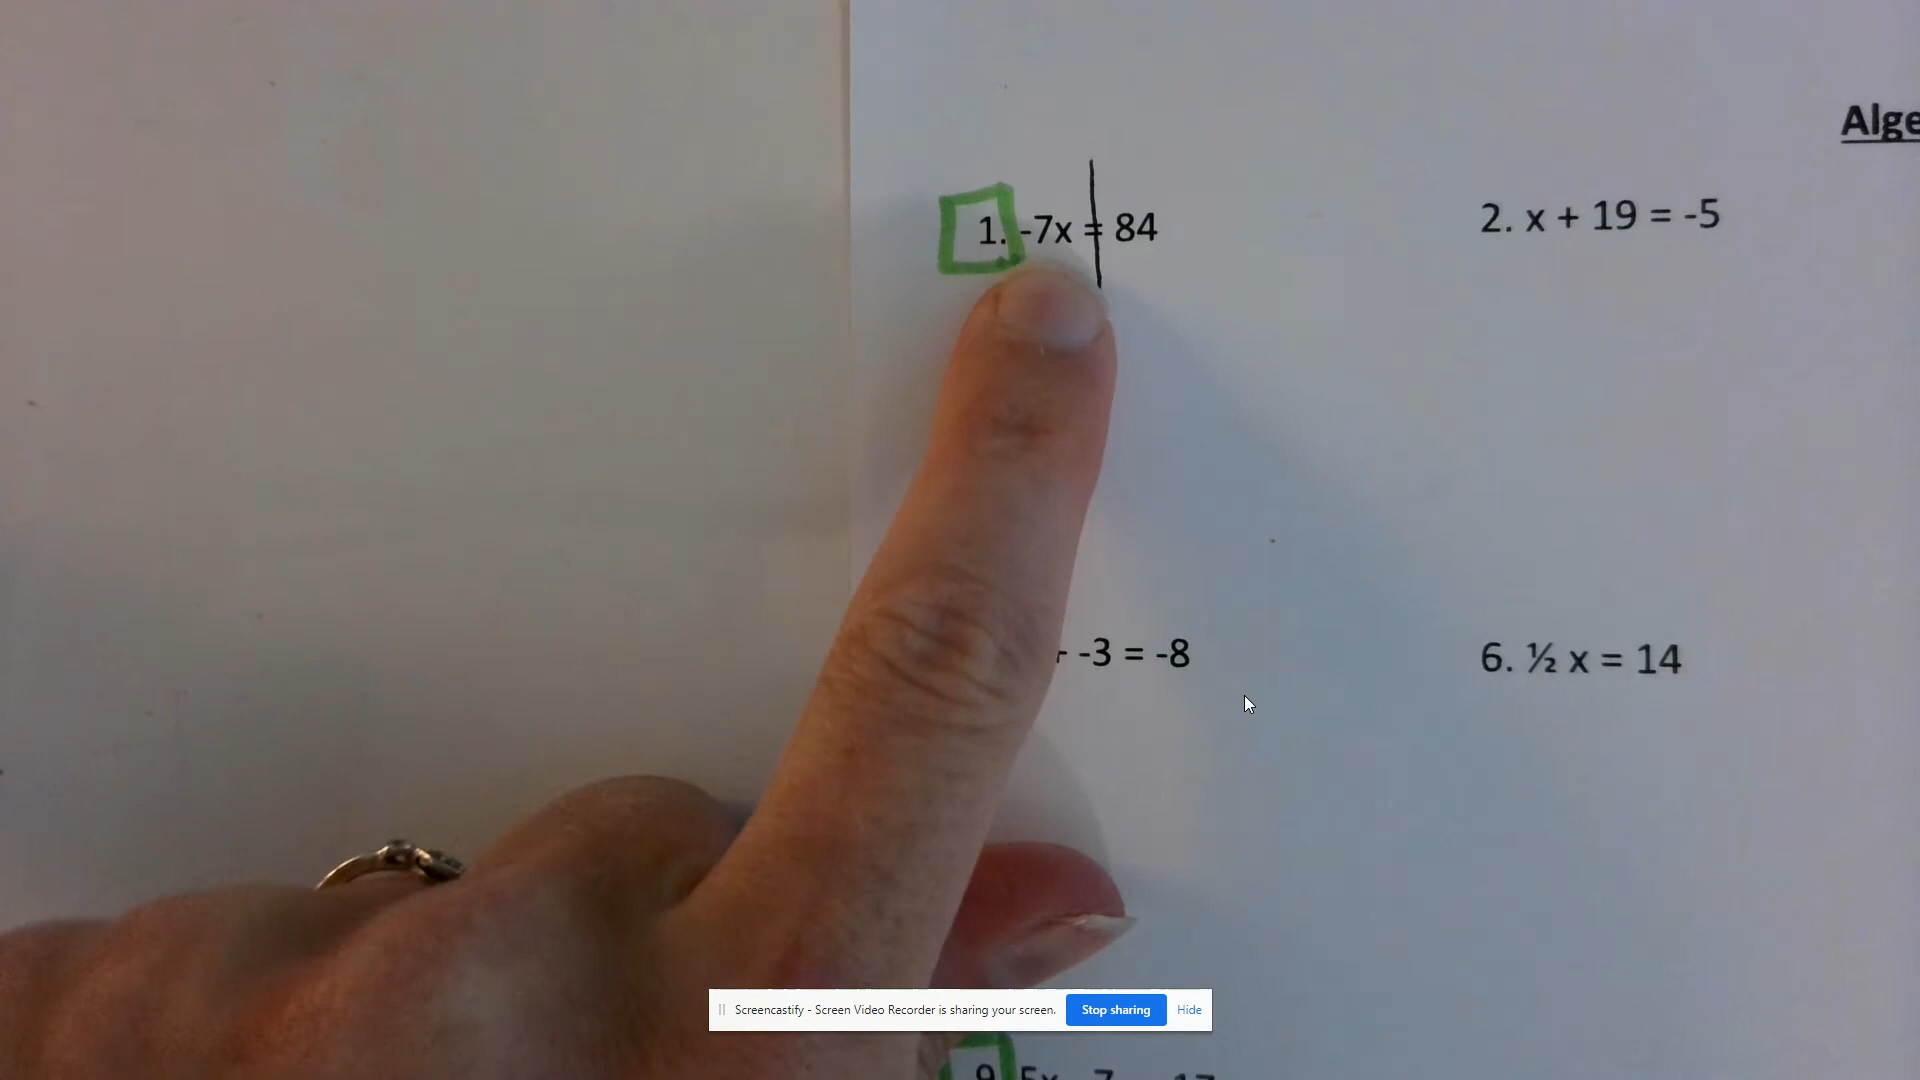 Alge
1. -7x = 84
2. x + 19 = -5
-3 = -8
6. ½ x = 14
Screencastify - Screen Video Recorder is sharing your screen. Stop sharing Hide